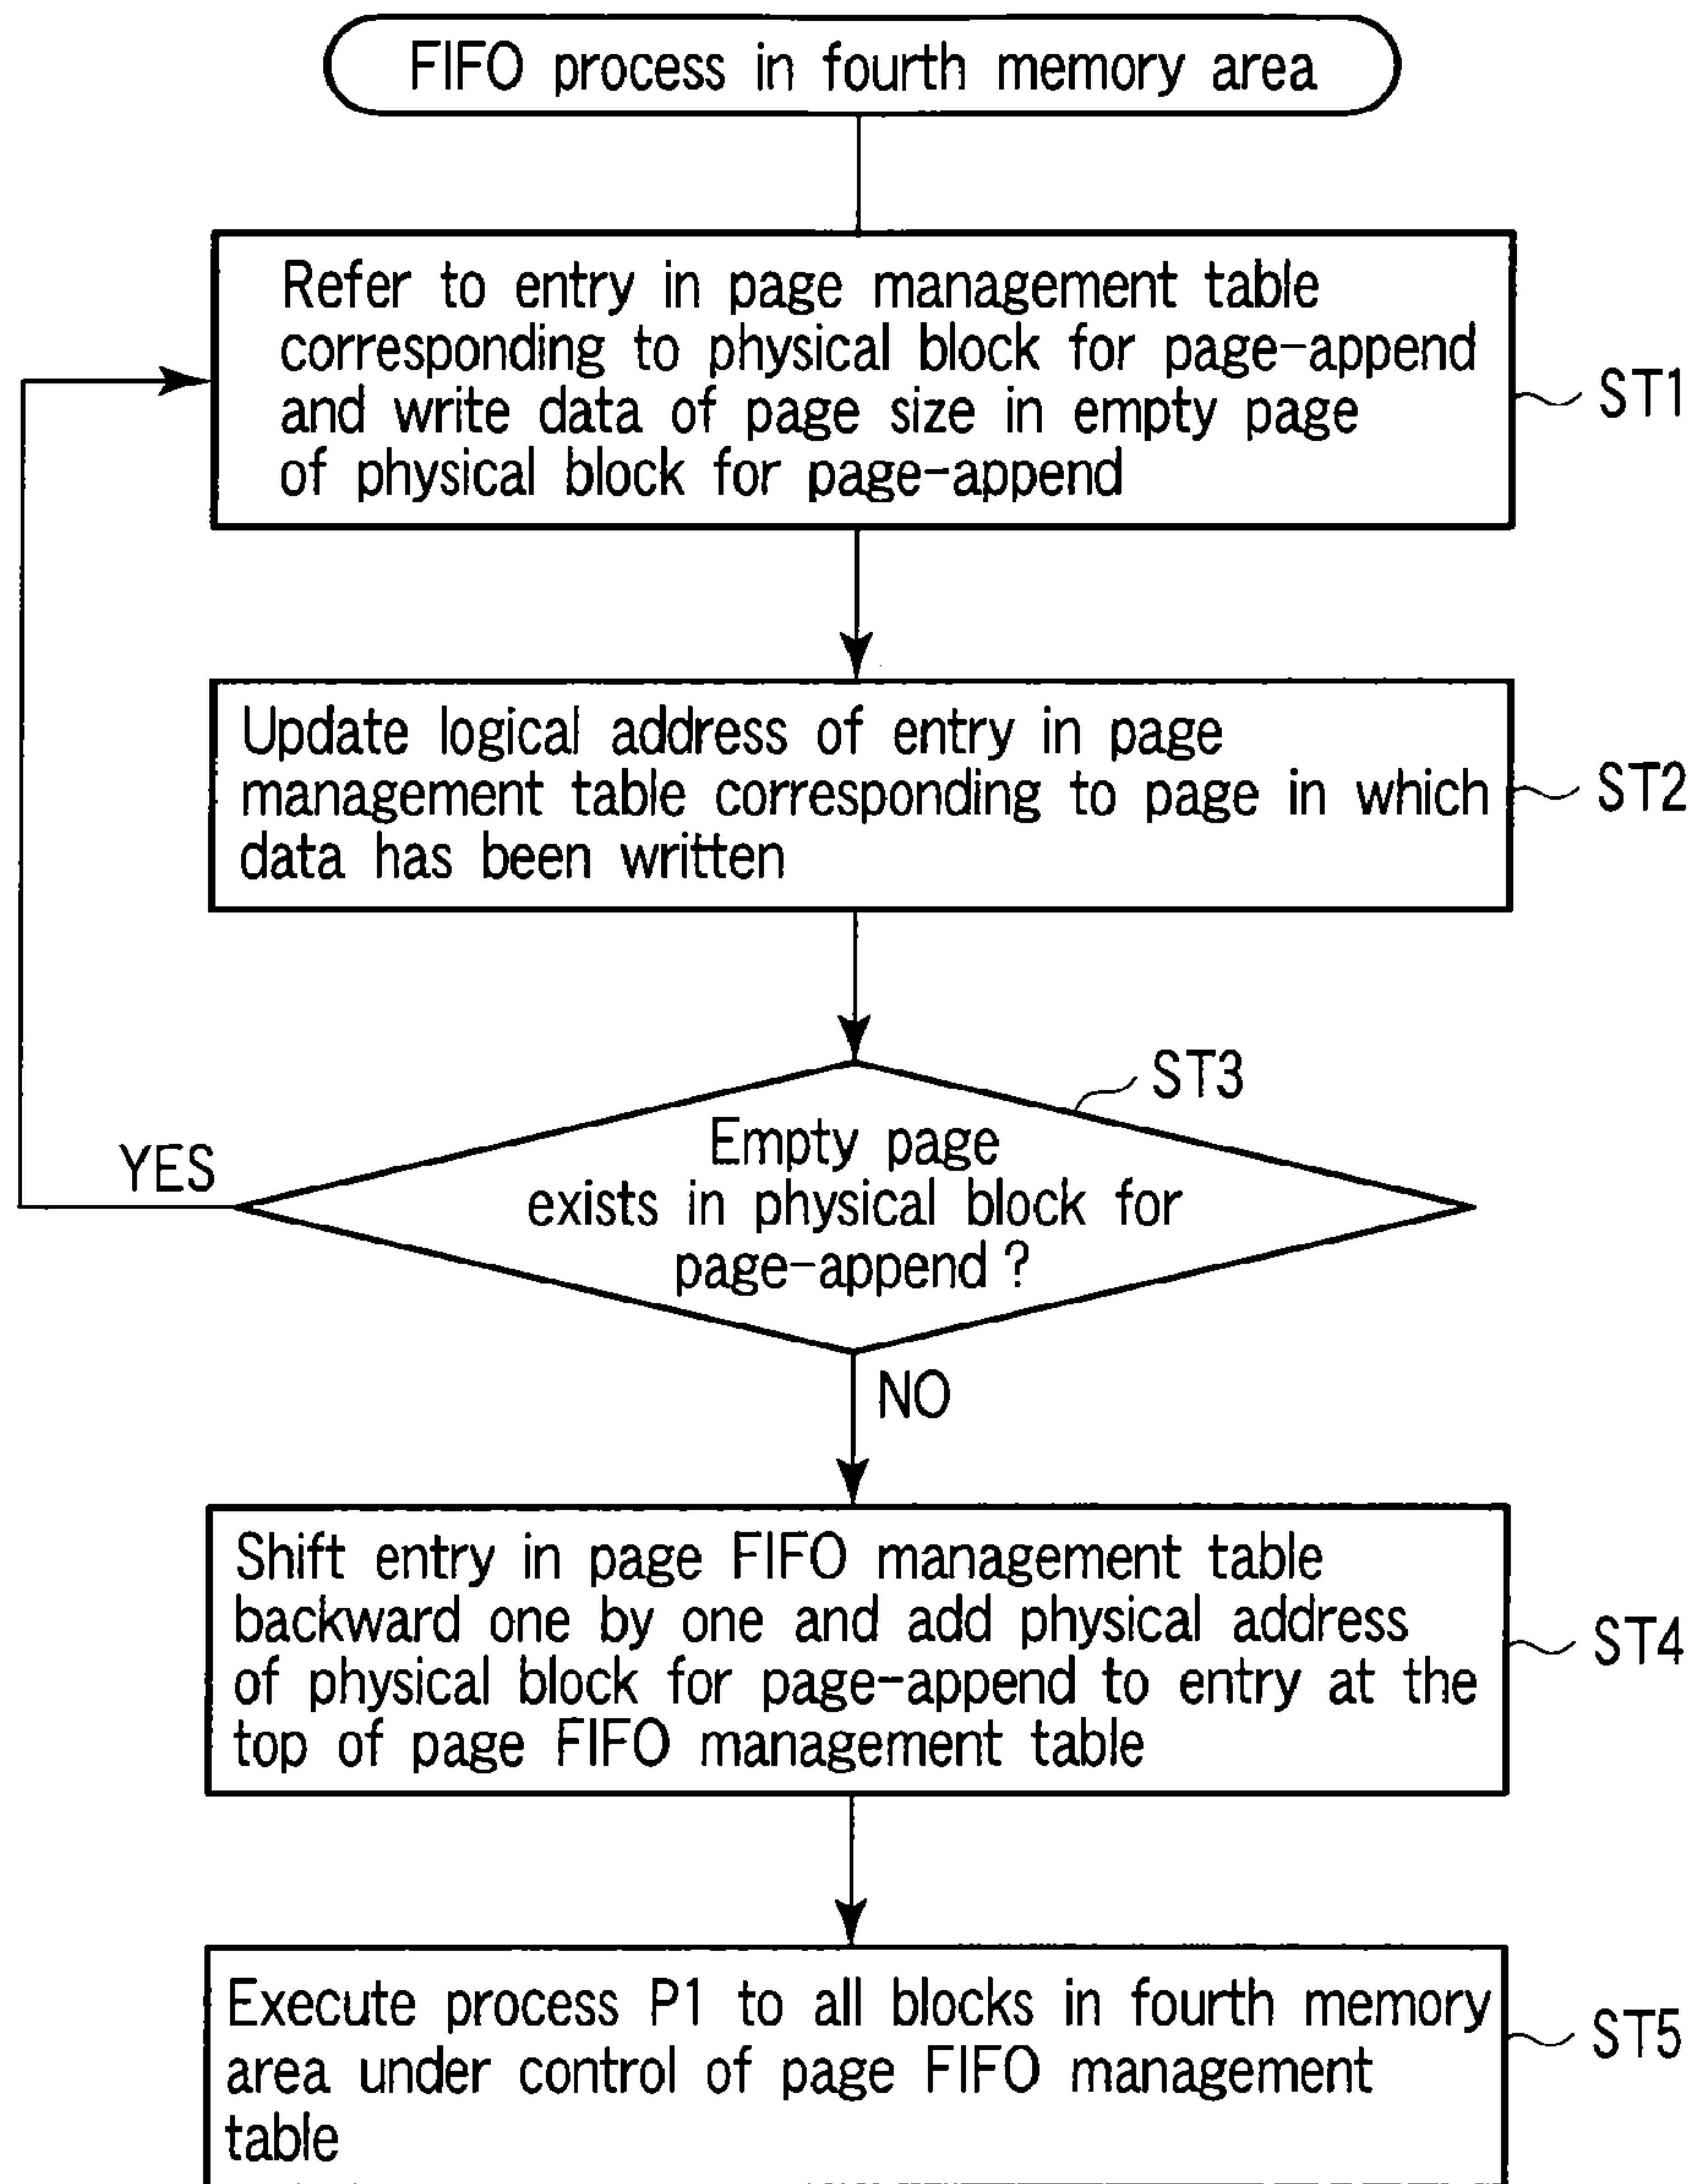 FIFO process in fourth memory area
Refer to entry in page management table
corresponding to physical block for page-append
and write data of page size in empty page
of physical block for page-append
ST1
Update logical address of entry in page
management table corresponding to page in which
data has been written
ST2
ST3
Empty page
exists in physical block for
page-append?
YES
NO
Shift entry in page FIFO management table
backward one by one and add physical address
of physical block for page-append to entry at the
top of page FIFO management table
ST4
Execute process P1 to all blocks in fourth memory
area under control of page FIFO management
table
ST5